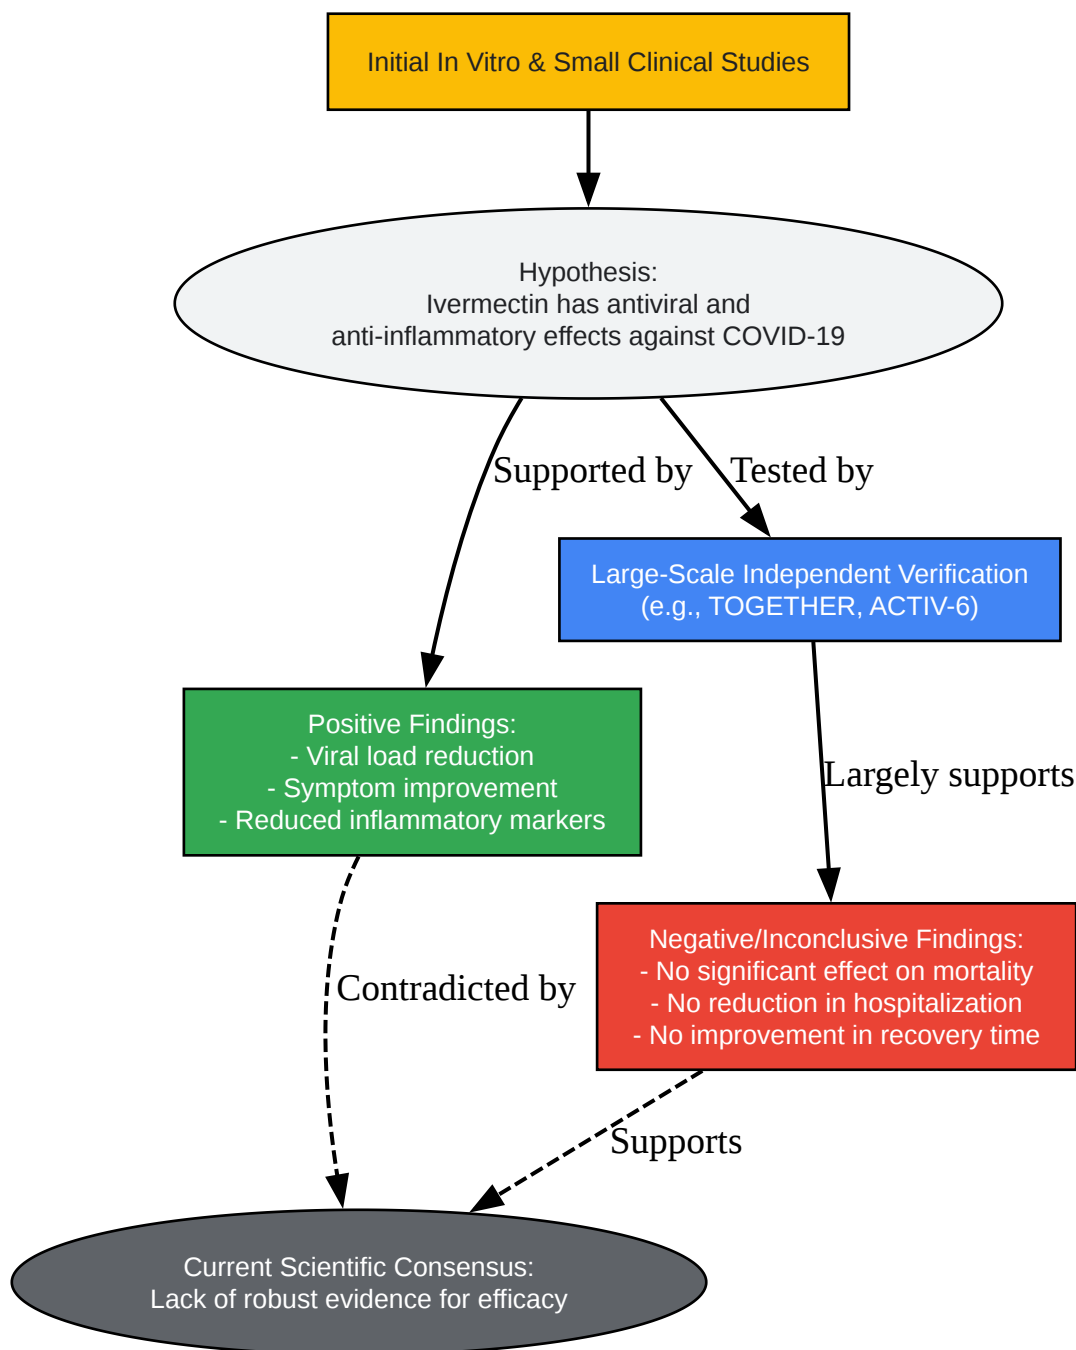 Initial In Vitro & Small Clinical Studies
Hypothesis:
Ivermectin has antiviral and
anti-inflammatory effects against COVID-19
Supported by
Tested by
Large-Scale Independent Verification
(e.g., TOGETHER, ACTIV-6)
Positive Findings:
- Viral load reduction
- Symptom improvement
- Reduced inflammatory markers
Largely supports
Negative/Inconclusive Findings:
- No significant effect on mortality
- No reduction in hospitalization
- No improvement in recovery time
Contradicted by
Supports
Current Scientific Consensus:
Lack of robust evidence for efficacy